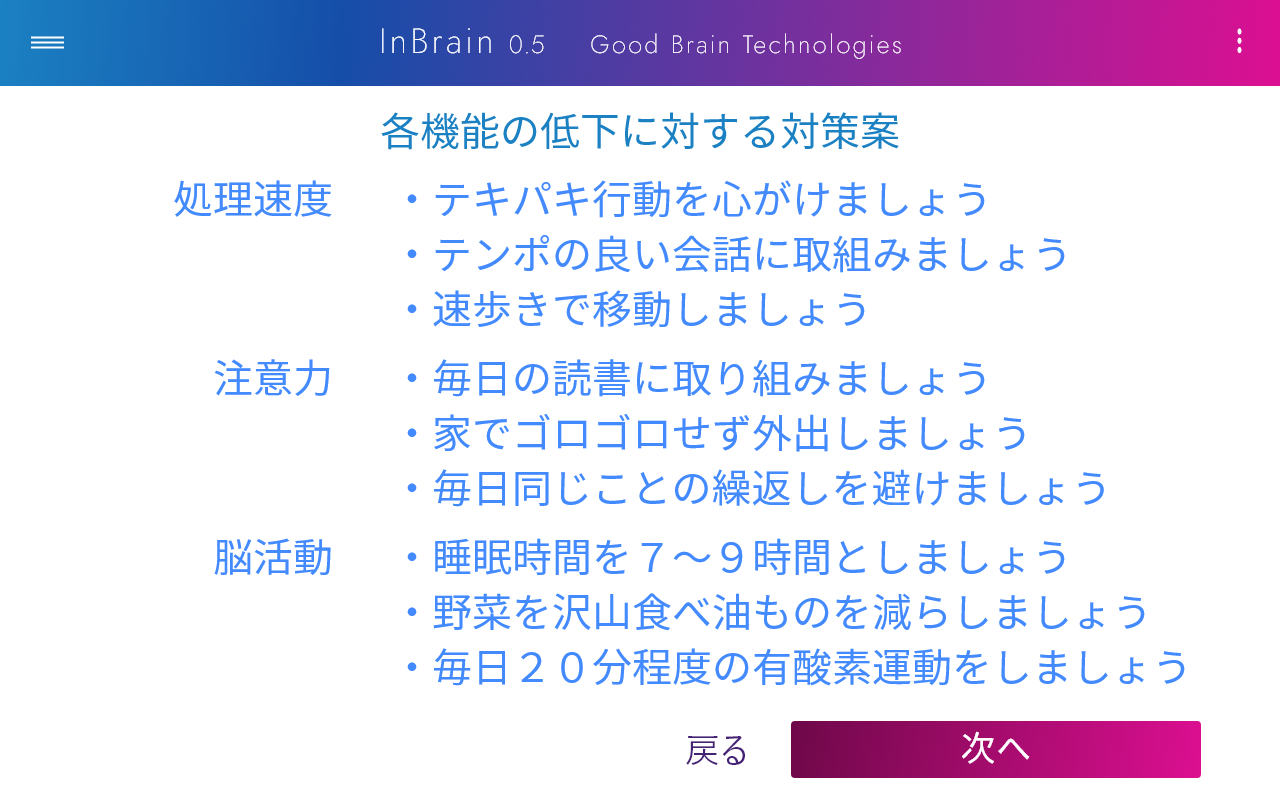 InBrain 0.5 Good Brain Technologies
各機能の低下に対する対策案
処理速度 ・テキパキ行動を心がけましょう
・テンポの良い会話に取組みましょう
・速歩きで移動しましょう
注意力 ・毎日の読書に取り組みましょう
・家でゴロゴロせず外出しましょう
・毎日同じことの繰返しを避けましょう
脳活動 ・睡眠時間を７〜９時間としましょう
・野菜を沢山食べ油ものを減らしましょう
・毎日２０分程度の有酸素運動をしましょう
戻る 次へ